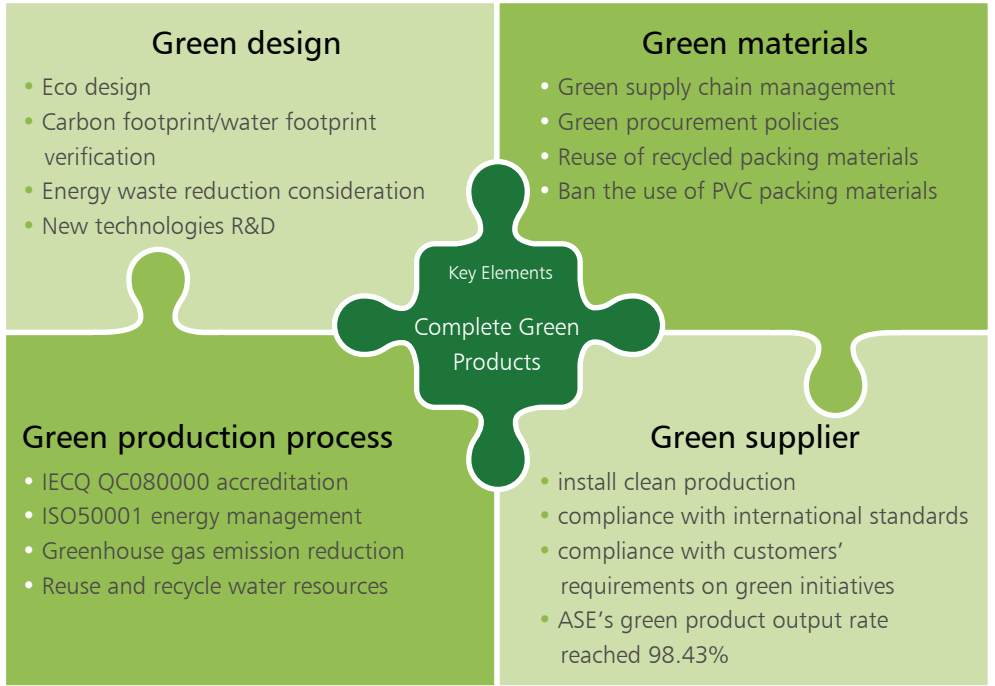 Green design
• Eco design
• Carbon footprint/water footprint
verification
• Energy waste reduction consideration
• New technologies R&D
Green materials
• Green supply chain management
• Green procurement policies
• Reuse of recycled packing materials
• Ban the use of PVC packing materials
Key Elements
Complete Green
Products
Green production process
• IECQ QC080000 accreditation
• ISO50001 energy management
• Greenhouse gas emission reduction
• Reuse and recycle water resources
Green supplier
• install clean production
• compliance with international standards
• compliance with customers’
requirements on green initiatives
• ASE’s green product output rate
reached 98.43%